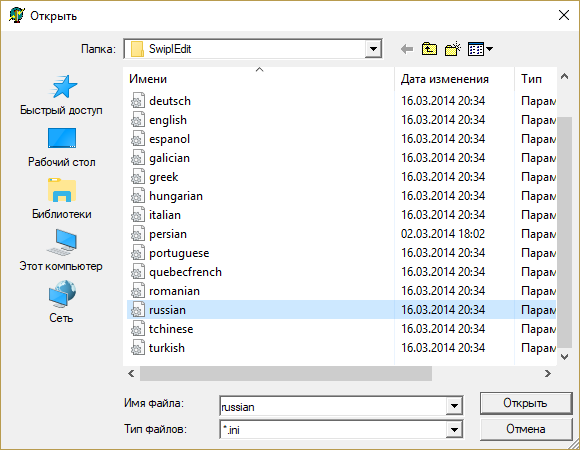 Открыть
Папка: SwiplEdit
Имени Дата изменения Тип
deutsch 16.03.2014 20:34 Парам
english 16.03.2014 20:34 Парам
espanol 16.03.2014 20:34 Парам
galician 16.03.2014 20:34 Парам
greek 16.03.2014 20:34 Парам
hungarian 16.03.2014 20:34 Парам
italian 16.03.2014 20:34 Парам
persian 02.03.2014 18:02 Парам
portuguese 16.03.2014 20:34 Парам
quebecfrench 16.03.2014 20:34 Парам
romanian 16.03.2014 20:34 Парам
russian 16.03.2014 20:34 Парам
tchinese 16.03.2014 20:34 Парам
turkish 16.03.2014 20:34 Парам
Быстрый доступ
Рабочий стол
Библиотеки
Этот компьютер
Сеть
Имя файла: russian Открыть
Тип файлов: *.ini Отмена